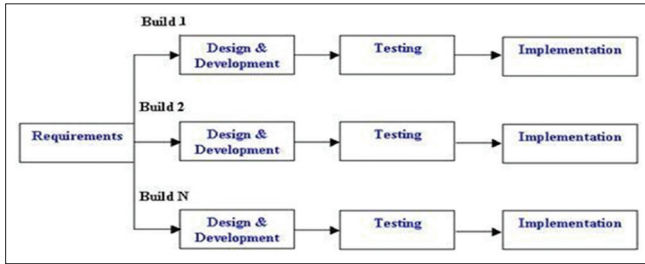 Build 1
Design &
Development
Testing
Implementation
Build 2
Requirements
Design &
Development
Testing
Implementation
Build N
Design &
Development
Testing
Implementation